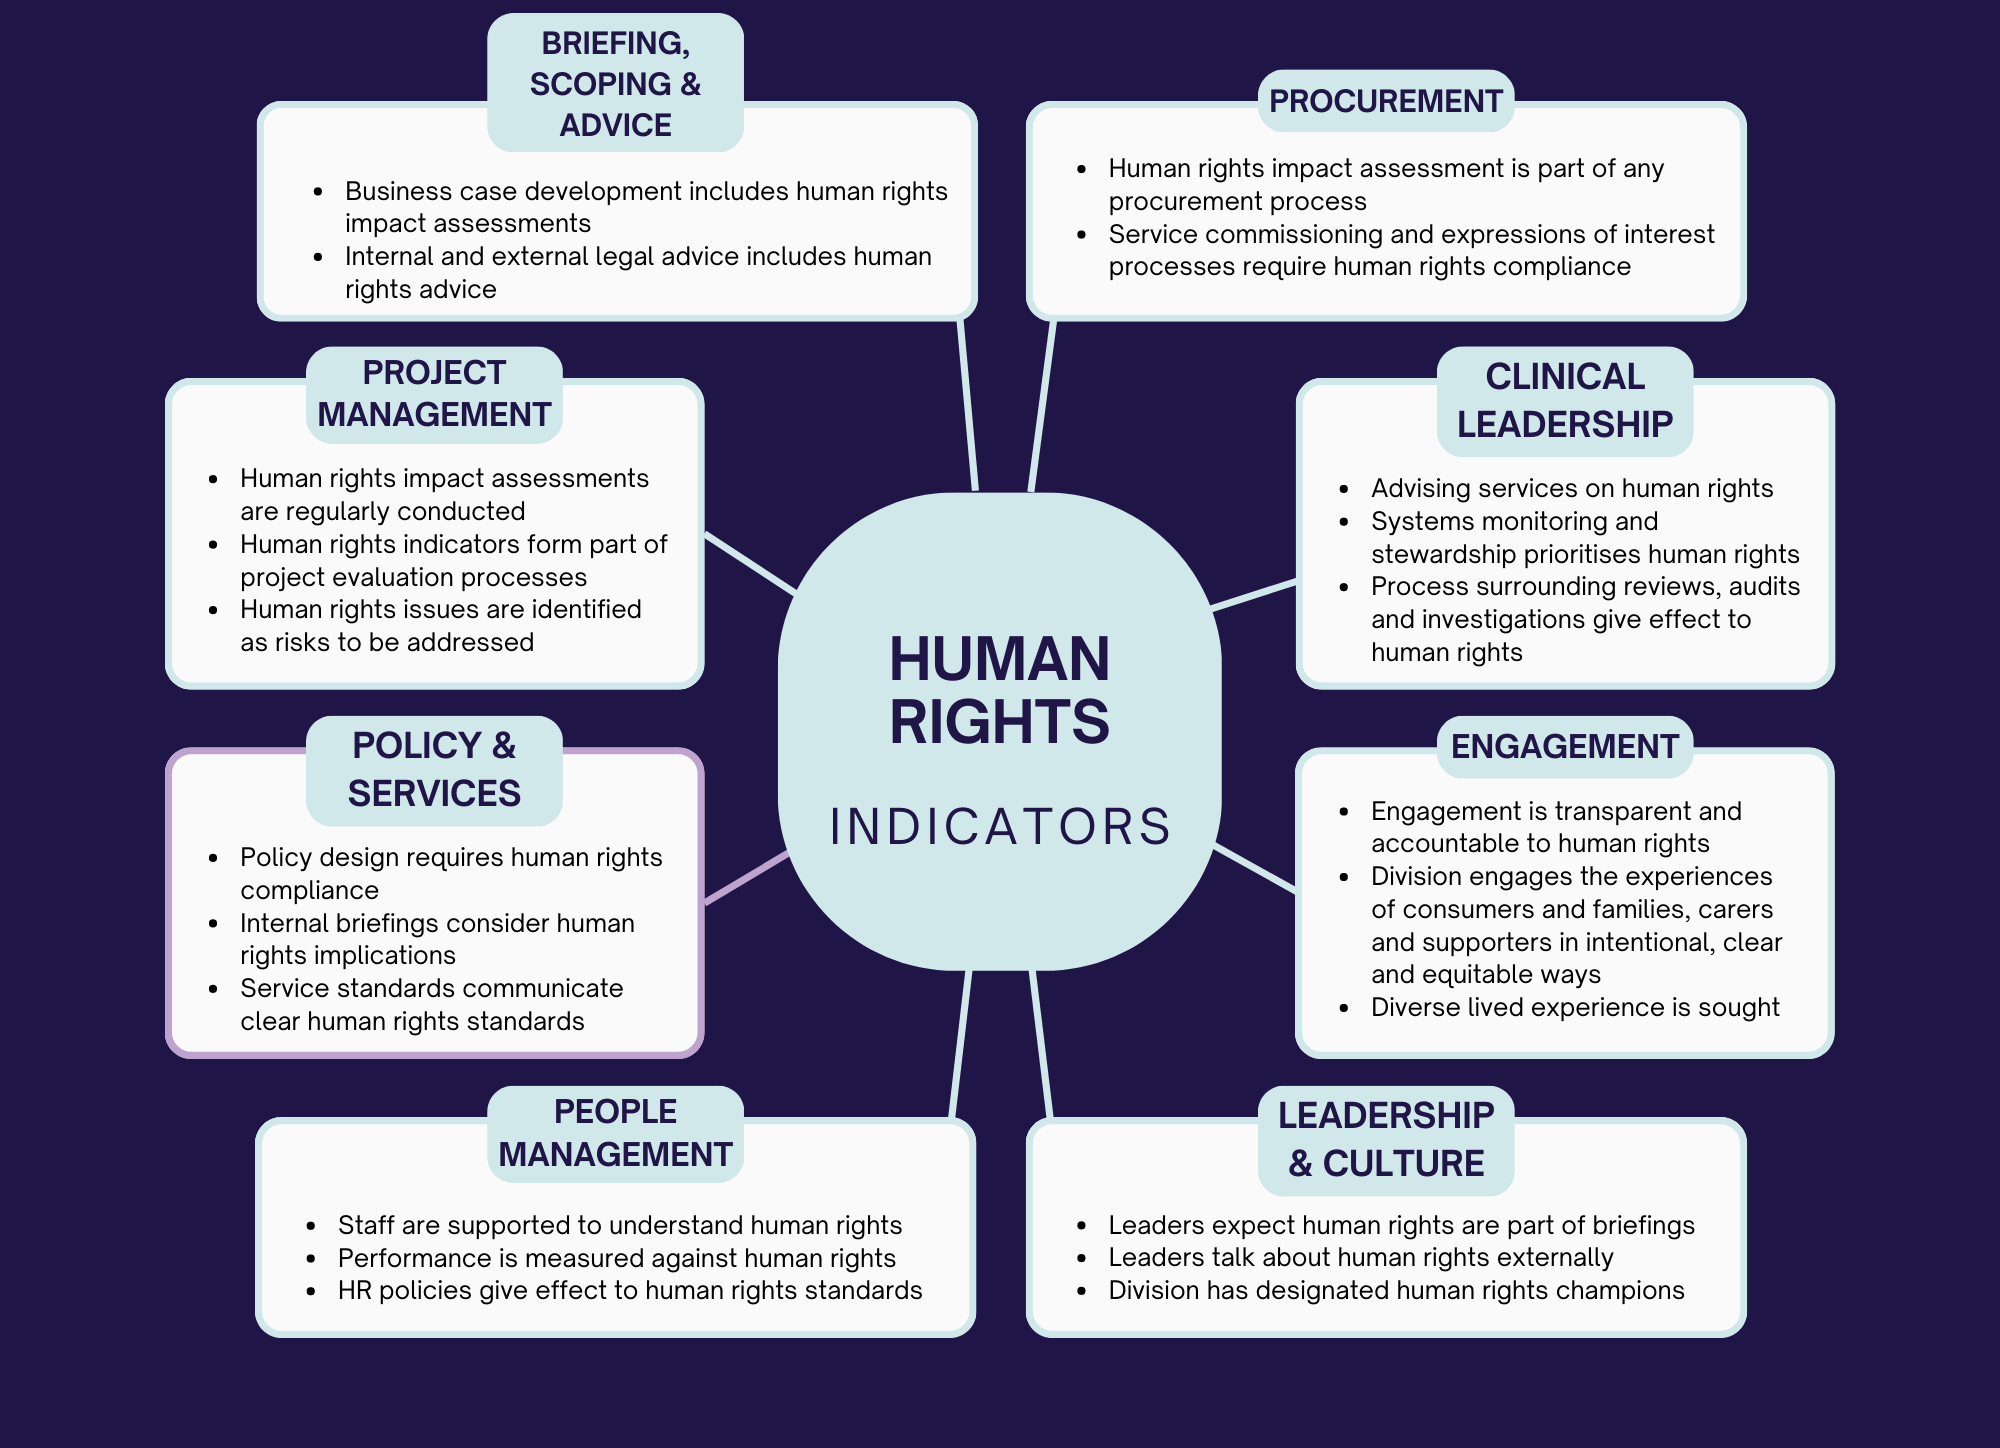 BRIEFING,
SCOPING &
ADVICE
• Business case development includes human rights
impact assessments
• Internal and external legal advice includes human
rights advice
PROCUREMENT
• Human rights impact assessment is part of any
procurement process
• Service commissioning and expressions of interest
processes require human rights compliance
PROJECT
MANAGEMENT
• Human rights impact assessments
are regularly conducted
• Human rights indicators form part of
project evaluation processes
• Human rights issues are identified
as risks to be addressed
CLINICAL
LEADERSHIP
• Advising services on human rights
• Systems monitoring and
stewardship prioritises human rights
• Process surrounding reviews, audits
and investigations give effect to
human rights
HUMAN
RIGHTS
INDICATORS
POLICY &
SERVICES
• Policy design requires human rights
compliance
• Internal briefings consider human
rights implications
• Service standards communicate
clear human rights standards
ENGAGEMENT
• Engagement is transparent and
accountable to human rights
• Division engages the experiences
of consumers and families, carers
and supporters in intentional, clear
and equitable ways
• Diverse lived experience is sought
PEOPLE
MANAGEMENT
• Staff are supported to understand human rights
• Performance is measured against human rights
• HR policies give effect to human rights standards
LEADERSHIP
& CULTURE
• Leaders expect human rights are part of briefings
• Leaders talk about human rights externally
• Division has designated human rights champions